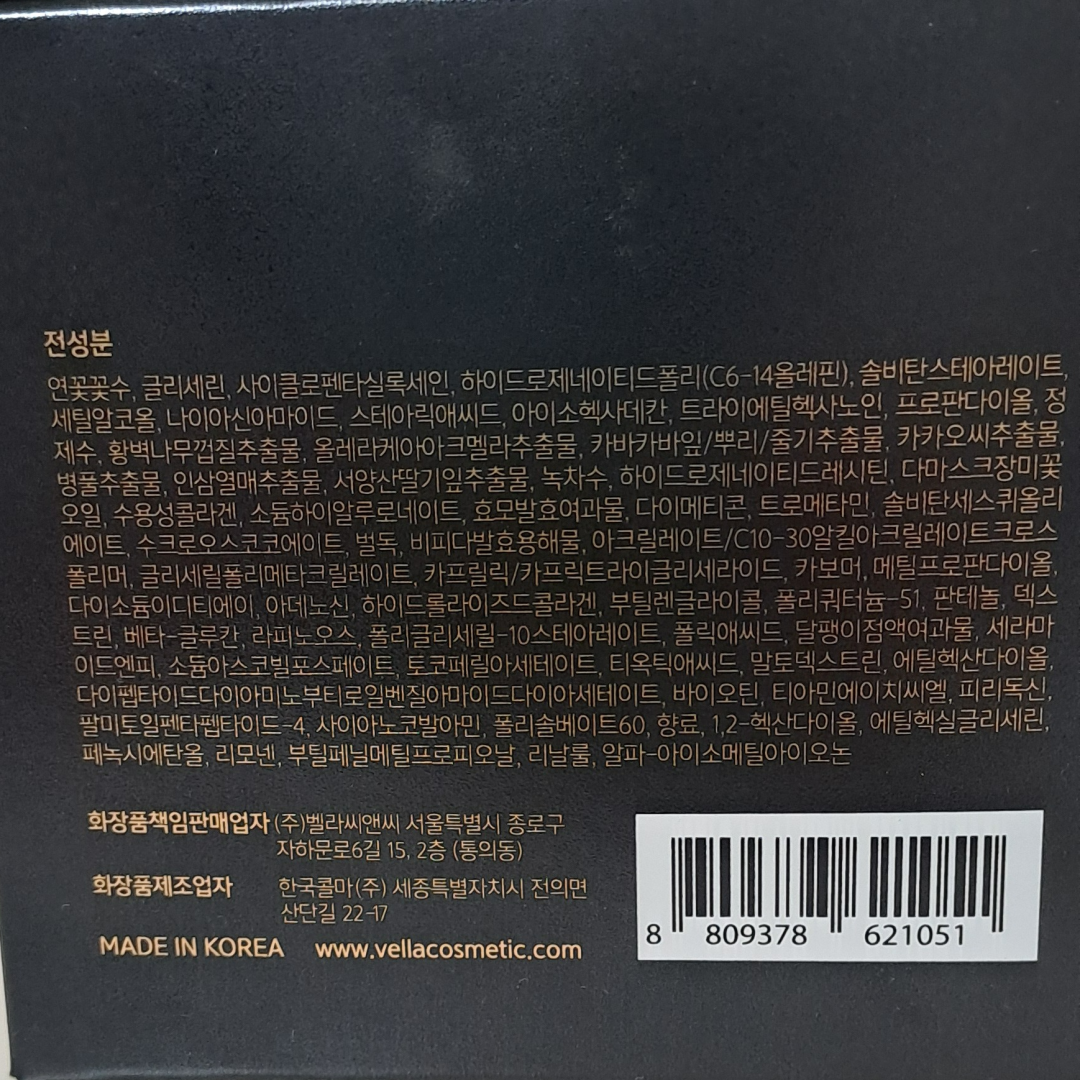 전성분
연꽃꽃수, 글리세린, 사이클로펜타실록세인, 하이드로제네이티드폴리(C6-14올레핀), 솔비탄스테아레이트,
세틸알코올, 나이아신아마이드, 스테아릭애씨드, 아이소헥사데칸, 트라이에틸헥사노인, 프로판다이올, 정
제수, 황벽나무껍질추출물, 올레라케아아크멜라추출물, 카바카바잎/뿌리/줄기추출물, 카카오씨추출물,
병풀추출물, 인삼열매추출물, 서양산딸기잎추출물, 녹차수, 하이드로제네이티드레시틴, 다마스크장미꽃
오일, 수용성콜라겐, 소듐하이알루로네이트, 효모발효여과물, 다이메티콘, 트로메타민, 솔비탄세스퀴올리
에이트, 수크로오스코코에이트, 벌독, 비피다발효용해물, 아크릴레이트/C10-30알킬아크릴레이트크로스
폴리머, 글리세릴폴리메타크릴레이트, 카프릴릭/카프릭트라이글리세라이드, 카보머, 메틸프로판다이올,
다이소듐이디티에이, 아데노신, 하이드롤라이즈드콜라겐, 부틸렌글라이콜, 폴리쿼터늄-51, 판테놀, 덱스
트린, 베타-글루칸, 라피노오스, 폴리글리세릴-10스테아레이트, 폴릭애씨드, 달팽이점액여과물, 세라마
이드엔피, 소듐아스코빌포스페이트, 토코페릴아세테이트, 티옥틱애씨드, 말토덱스트린, 에틸헥산다이올,
다이펩타이드다이아미노부티로일벤질아마이드다이아세테이트, 바이오틴, 티아민에이치씨엘, 피리독신,
팔미토일펜타펩타이드-4, 사이아노코발아민, 폴리솔베이트60, 향료, 1,2-헥산다이올, 에틸헥실글리세린,
페녹시에탄올, 리모넨, 부틸페닐메틸프로피오날, 리날룰, 알파-아이소메틸아이오논
화장품책임판매업자 (주)벨라씨앤씨 서울특별시 종로구
자하문로6길 15, 2층 (통의동)
화장품제조업자 한국콜마(주) 세종특별자치시 전의면
산단길 22-17
MADE IN KOREA www.vellacosmetic.com
8 809378 621051